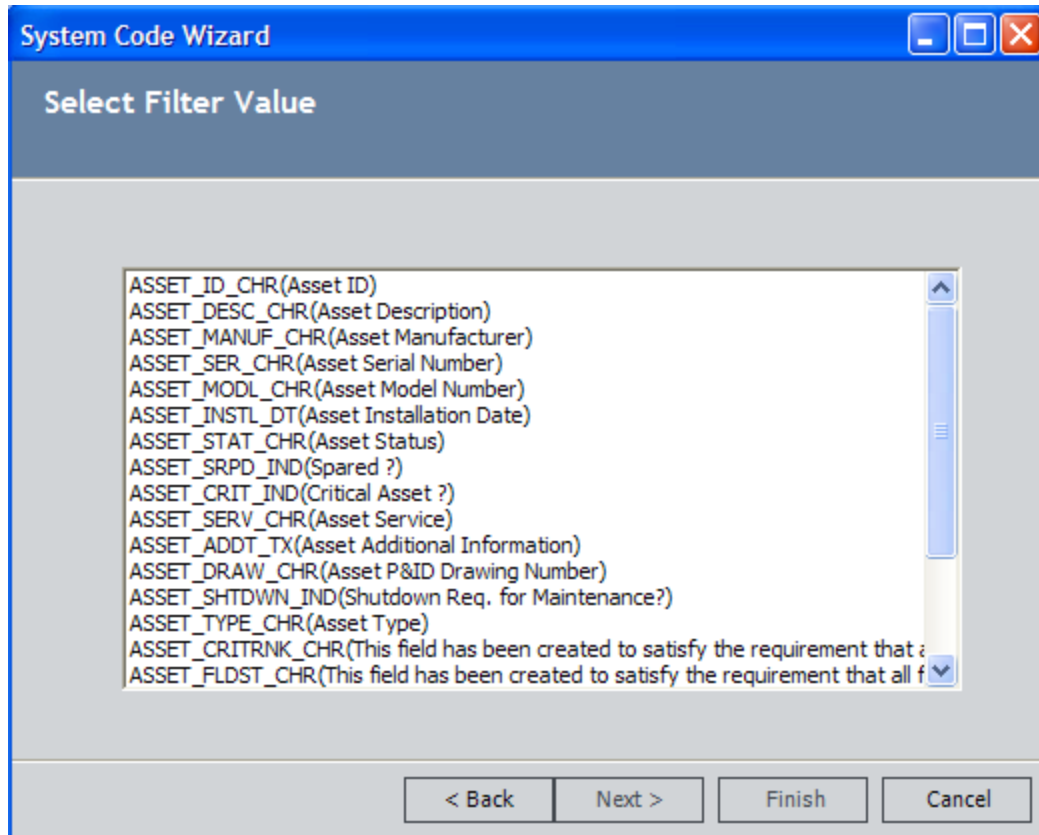 System Code Wizard
Select Filter Value
ASSET_ID_CHR(Asset ID)
ASSET_DESC_CHR(Asset Description)
ASSET_MANUF_CHR(Asset Manufacturer)
ASSET_SER_CHR(Asset Serial Number)
ASSET_MODL_CHR(Asset Model Number)
ASSET_INSTL_DT(Asset Installation Date)
ASSET_STAT_CHR(Asset Status)
ASSET_SRPD_IND(Spared ?)
ASSET_CRIT_IND(Critical Asset ?)
ASSET_SERV_CHR(Asset Service)
ASSET_ADDT_TX(Asset Additional Information)
ASSET_DRAW_CHR(Asset P&ID Drawing Number)
ASSET_SHTDWN_IND(Shutdown Req. for Maintenance?)
ASSET_TYPE_CHR(Asset Type)
ASSET_CRITRNK_CHR(This field has been created to satisfy the requirement that
ASSET_FLDST_CHR(This field has been created to satisfy the requirement that all
< Back Next > Finish Cancel